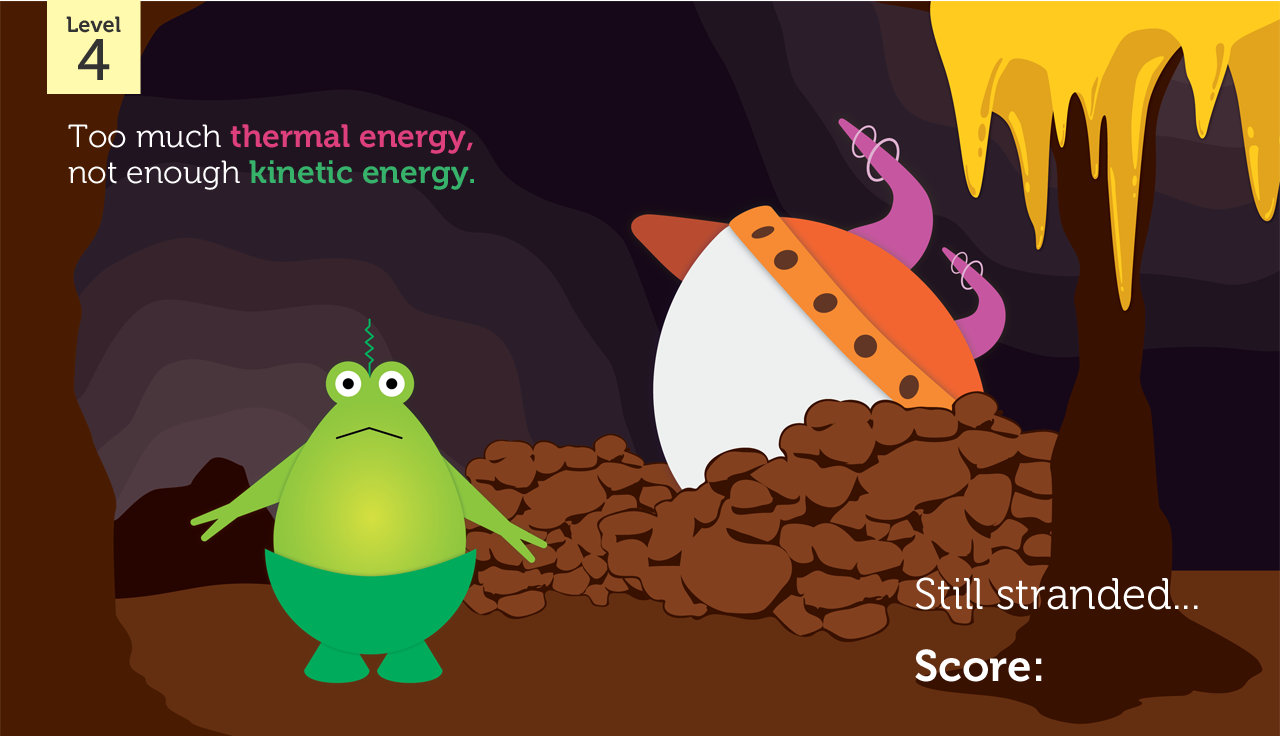 Level
4
Too much thermal energy,
not enough kinetic energy.
Still stranded...
Score: